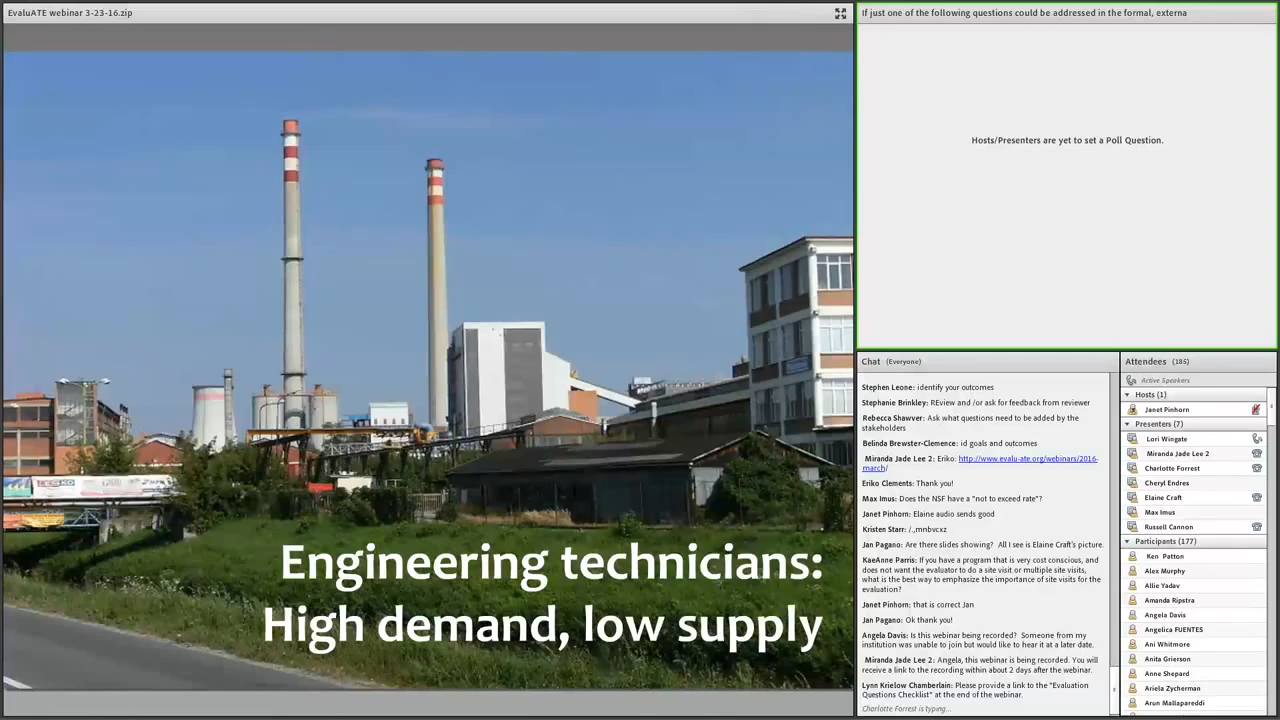 EvaluATE webinar 3-23-16.zip
Engineering technicians:
High demand, low supply
If just one of the following questions could be addressed in the formal, externa
Hosts/Presenters are yet to set a Poll Question.
Chat (Everyone)
Stephen Leone: identify your outcomes
Stephanie Brinkley: REview and /or ask for feedback from reviewer
Rebecca Shawver: Ask what questions need to be added by the
stakeholders
Belinda Brewster-Clemence: id goals and outcomes
Miranda Jade Lee 2: Eriko: http://www.evalu-ate.org/webinars/2016-
march/
Eriko Clements: Thank you!
Max Imus: Does the NSF have a "not to exceed rate"?
Janet Pinhorn: Elaine audio sends good
Kristen Starr: /.,mnbvcxz
Jan Pagano: Are there slides showing? All I see is Elaine Craft's picture.
KaeAnne Parris: If you have a program that is very cost conscious, and
does not want the evaluator to do a site visit or multiple site visits,
what is the best way to emphasize the importance of site visits for the
evaluation?
Janet Pinhorn: that is correct Jan
Jan Pagano: Ok thank you!
Angela Davis: Is this webinar being recorded? Someone from my
institution was unable to join but would like to hear it at a later date.
Miranda Jade Lee 2: Angela, this webinar is being recorded. You will
receive a link to the recording within about 2 days after the webinar.
Lynn Krielow Chamberlain: Please provide a link to the "Evaluation
Questions Checklist" at the end of the webinar.
Charlotte Forrest is typing...
Attendees (185)
Active Speakers
Hosts (1)
Janet Pinhorn
Presenters (7)
Lori Wingate
Miranda Jade Lee 2
Charlotte Forrest
Cheryl Endres
Elaine Craft
Max Imus
Russell Cannon
Participants (177)
Ken Patton
Alex Murphy
Allie Yadav
Amanda Ripstra
Angela Davis
Angelica FUENTES
Ani Whitmore
Anita Grierson
Anne Shepard
Ariela Zycherman
Arun Mallapareddi